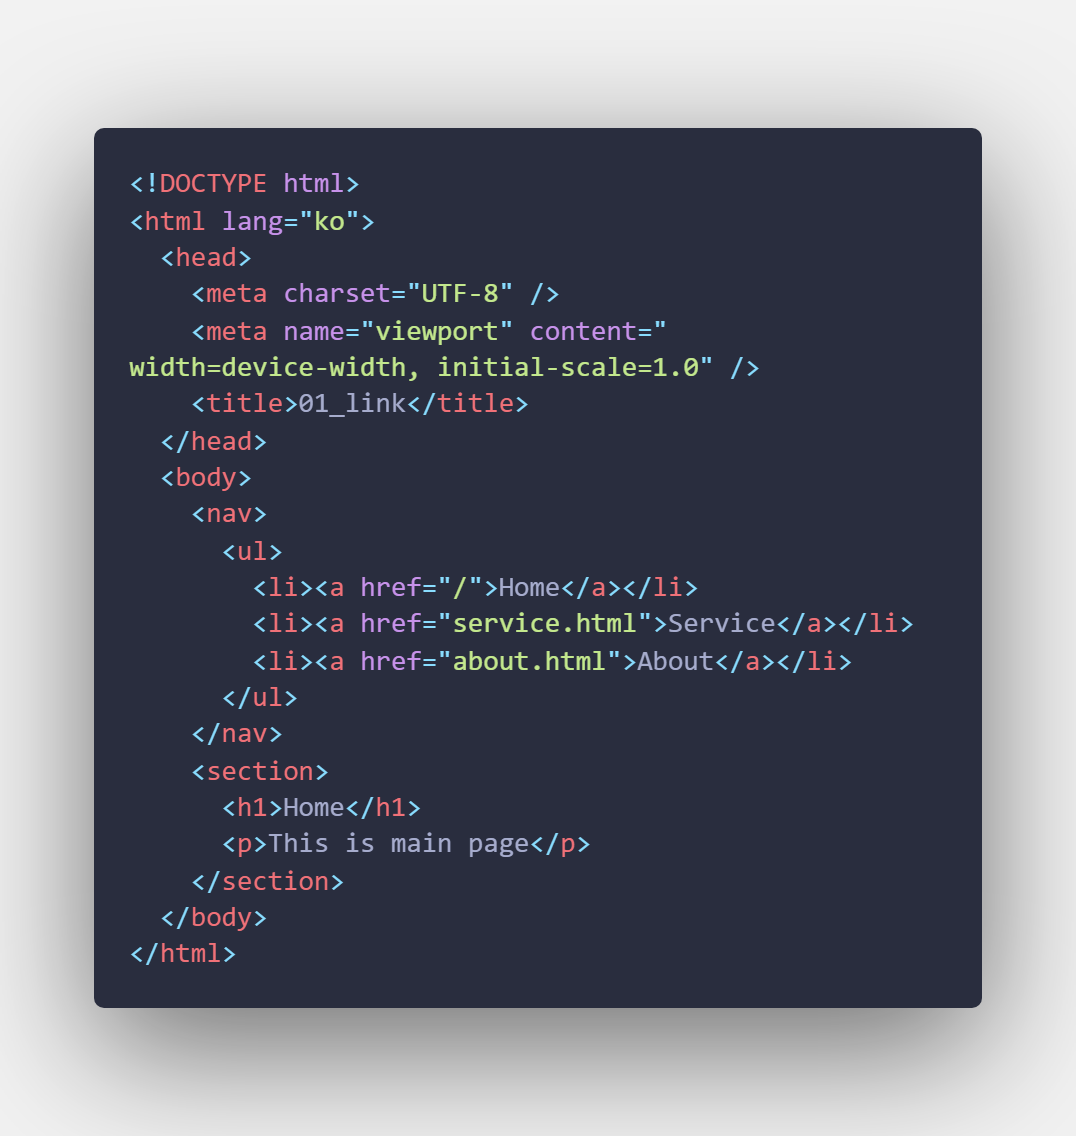 <!DOCTYPE html>
<html lang="ko">
  <head>
    <meta charset="UTF-8" />
    <meta name="viewport" content="
width=device-width, initial-scale=1.0" />
    <title>01_link</title>
  </head>
  <body>
    <nav>
      <ul>
        <li><a href="/">Home</a></li>
        <li><a href="service.html">Service</a></li>
        <li><a href="about.html">About</a></li>
      </ul>
    </nav>
    <section>
      <h1>Home</h1>
      <p>This is main page</p>
    </section>
  </body>
</html>